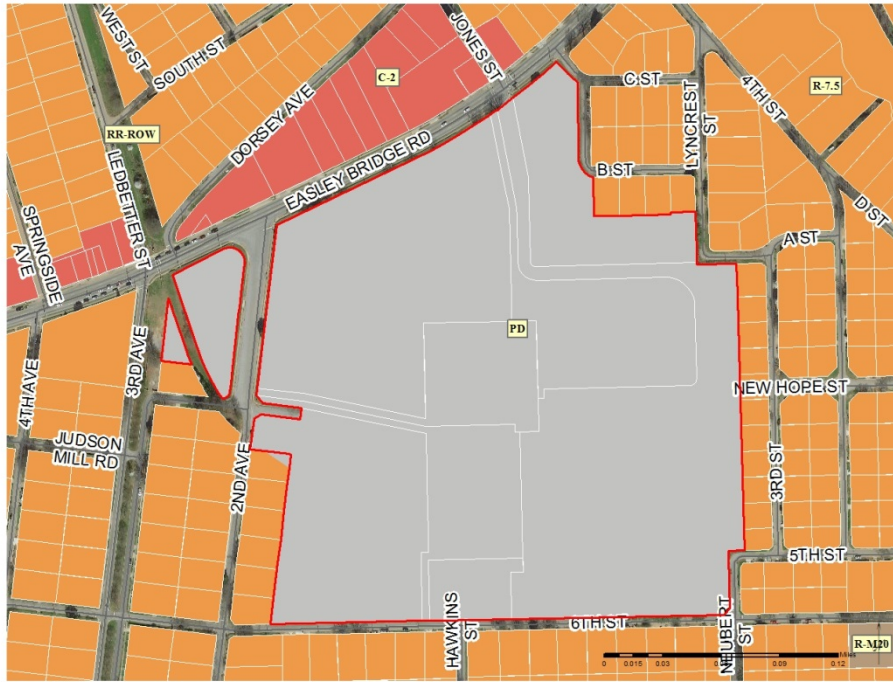 WEST ST
SOUTH ST
JONES ST
C-2
C ST
4TH ST
R-7.5
RR-ROW
DORSEY AVE
LYNCREST ST
EASLEY BRIDGE RD
B ST
LEDBETTER ST
D ST
SPRINGSIDE AVE
A ST
PD
4TH AVE
3RD AVE
NEW HOPE ST
JUDSON MILL RD
2ND AVE
3RD ST
5TH ST
HAWKINS ST
6TH ST
NEUBERT ST
R-M20
Miles
0 0.015 0.03 0.09 0.12